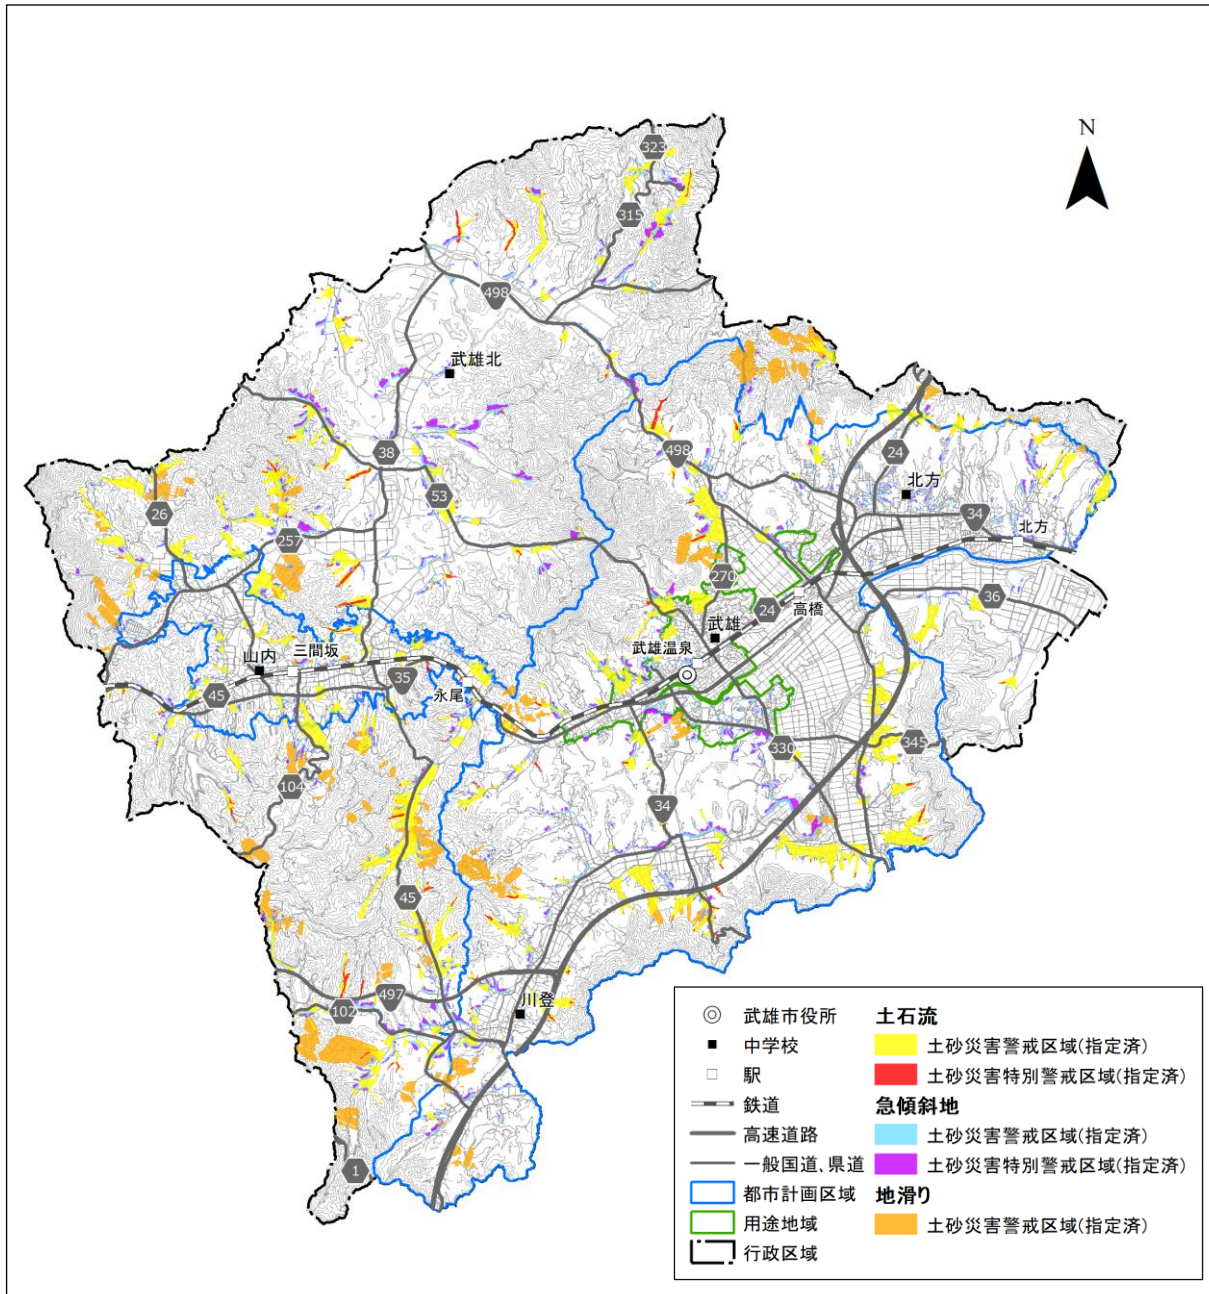 N
323
315
498
武雄北
498
24
38
北方
53
34
北方
26
257
270
36
24
高橋
武雄
武雄温泉
三間坂
山内
35
永尾
45
330
345
104
34
45
497
川登
102
1
武雄市役所
中学校
駅
鉄道
高速道路
一般国道、県道
都市計画区域
用途地域
行政区域
土石流
土砂災害警戒区域(指定済)
土砂災害特別警戒区域(指定済)
急傾斜地
土砂災害警戒区域(指定済)
土砂災害特別警戒区域(指定済)
地滑り
土砂災害警戒区域(指定済)